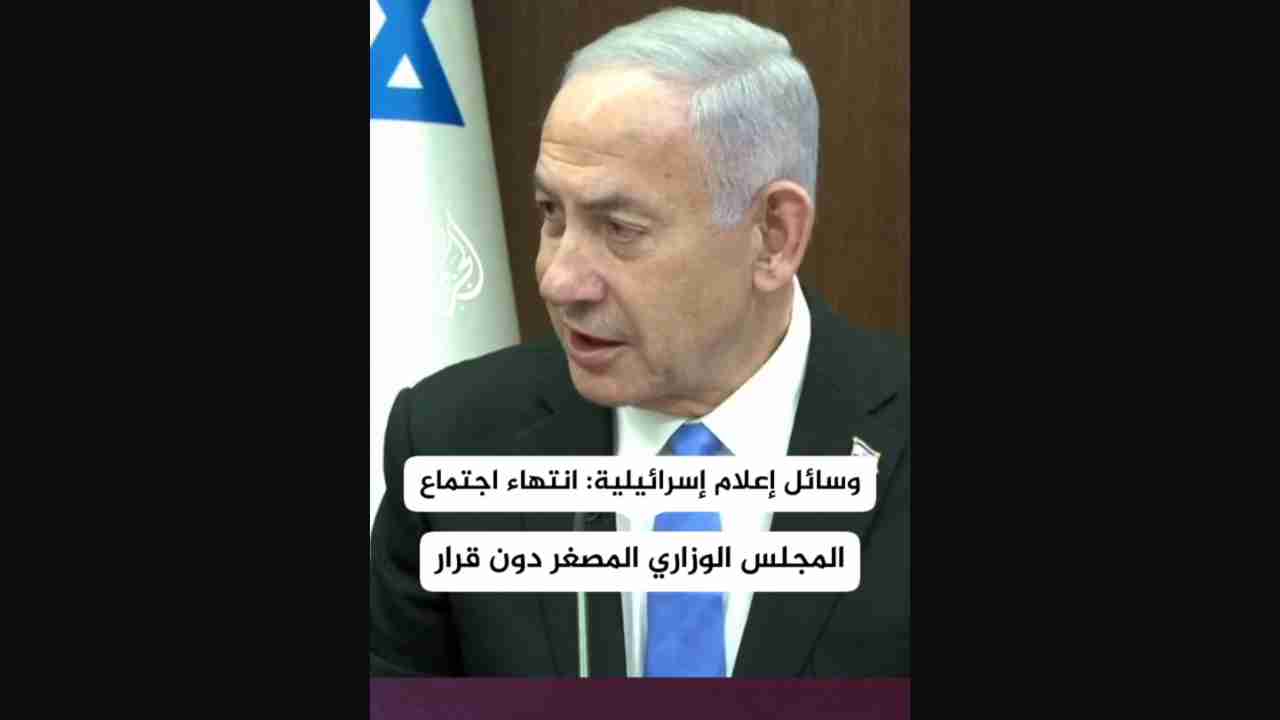 وسائل إعلام إسرائيلية: انتهاء اجتماع
المجلس الوزاري المصغر دون قرار